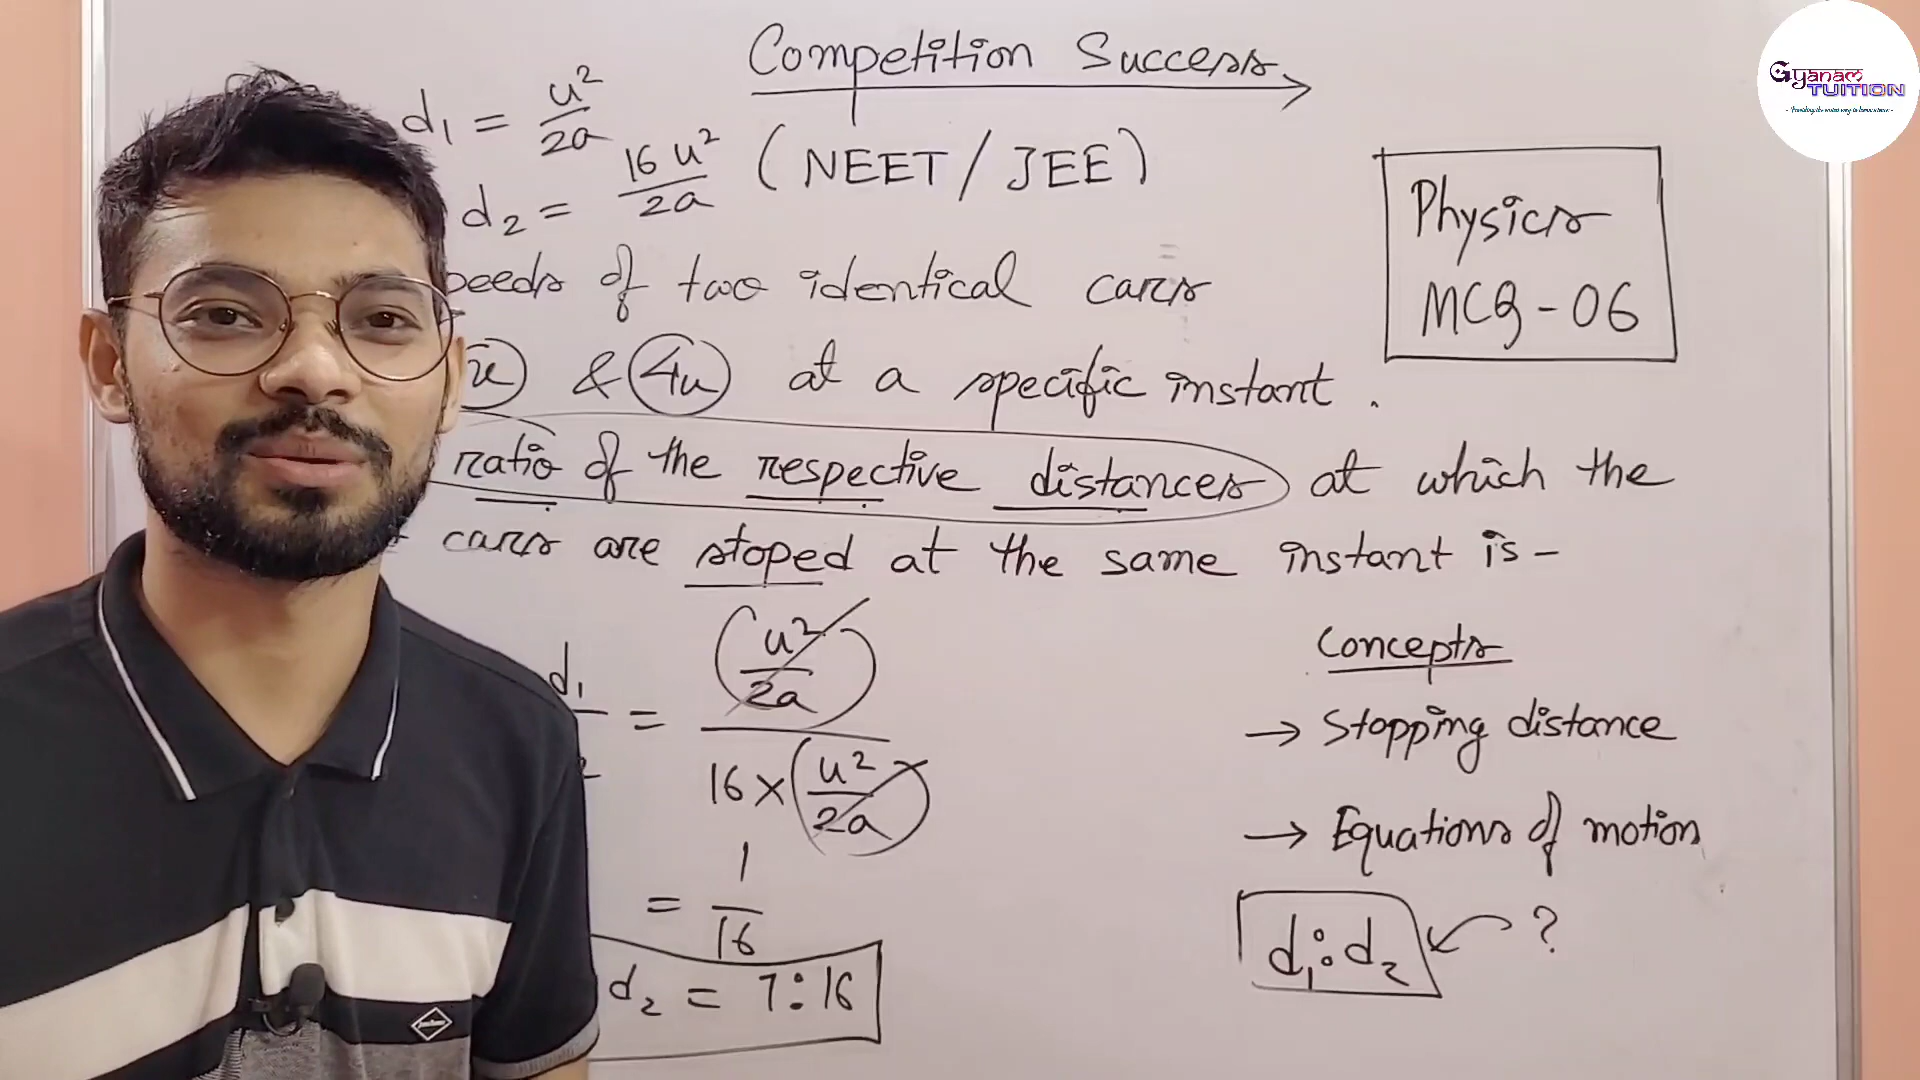 Competition Success
d₁ = u²/2a
(NEET / JEE)
d₂ = 16 u²/2a
Gyanam
TUITION
Physics
MCQ - 06
peeds of two identical cars
u & 4u at a specific instant.
ratio of the respective distances at which the
cars are stoped at the same instant is -
d₁/₂ = (u²/2a)/16 × (u²/2a)
= 1/16
d₂ = 1 : 16
Concepts
→ Stopping distance
→ Equations of motion
d₁ : d₂ ?